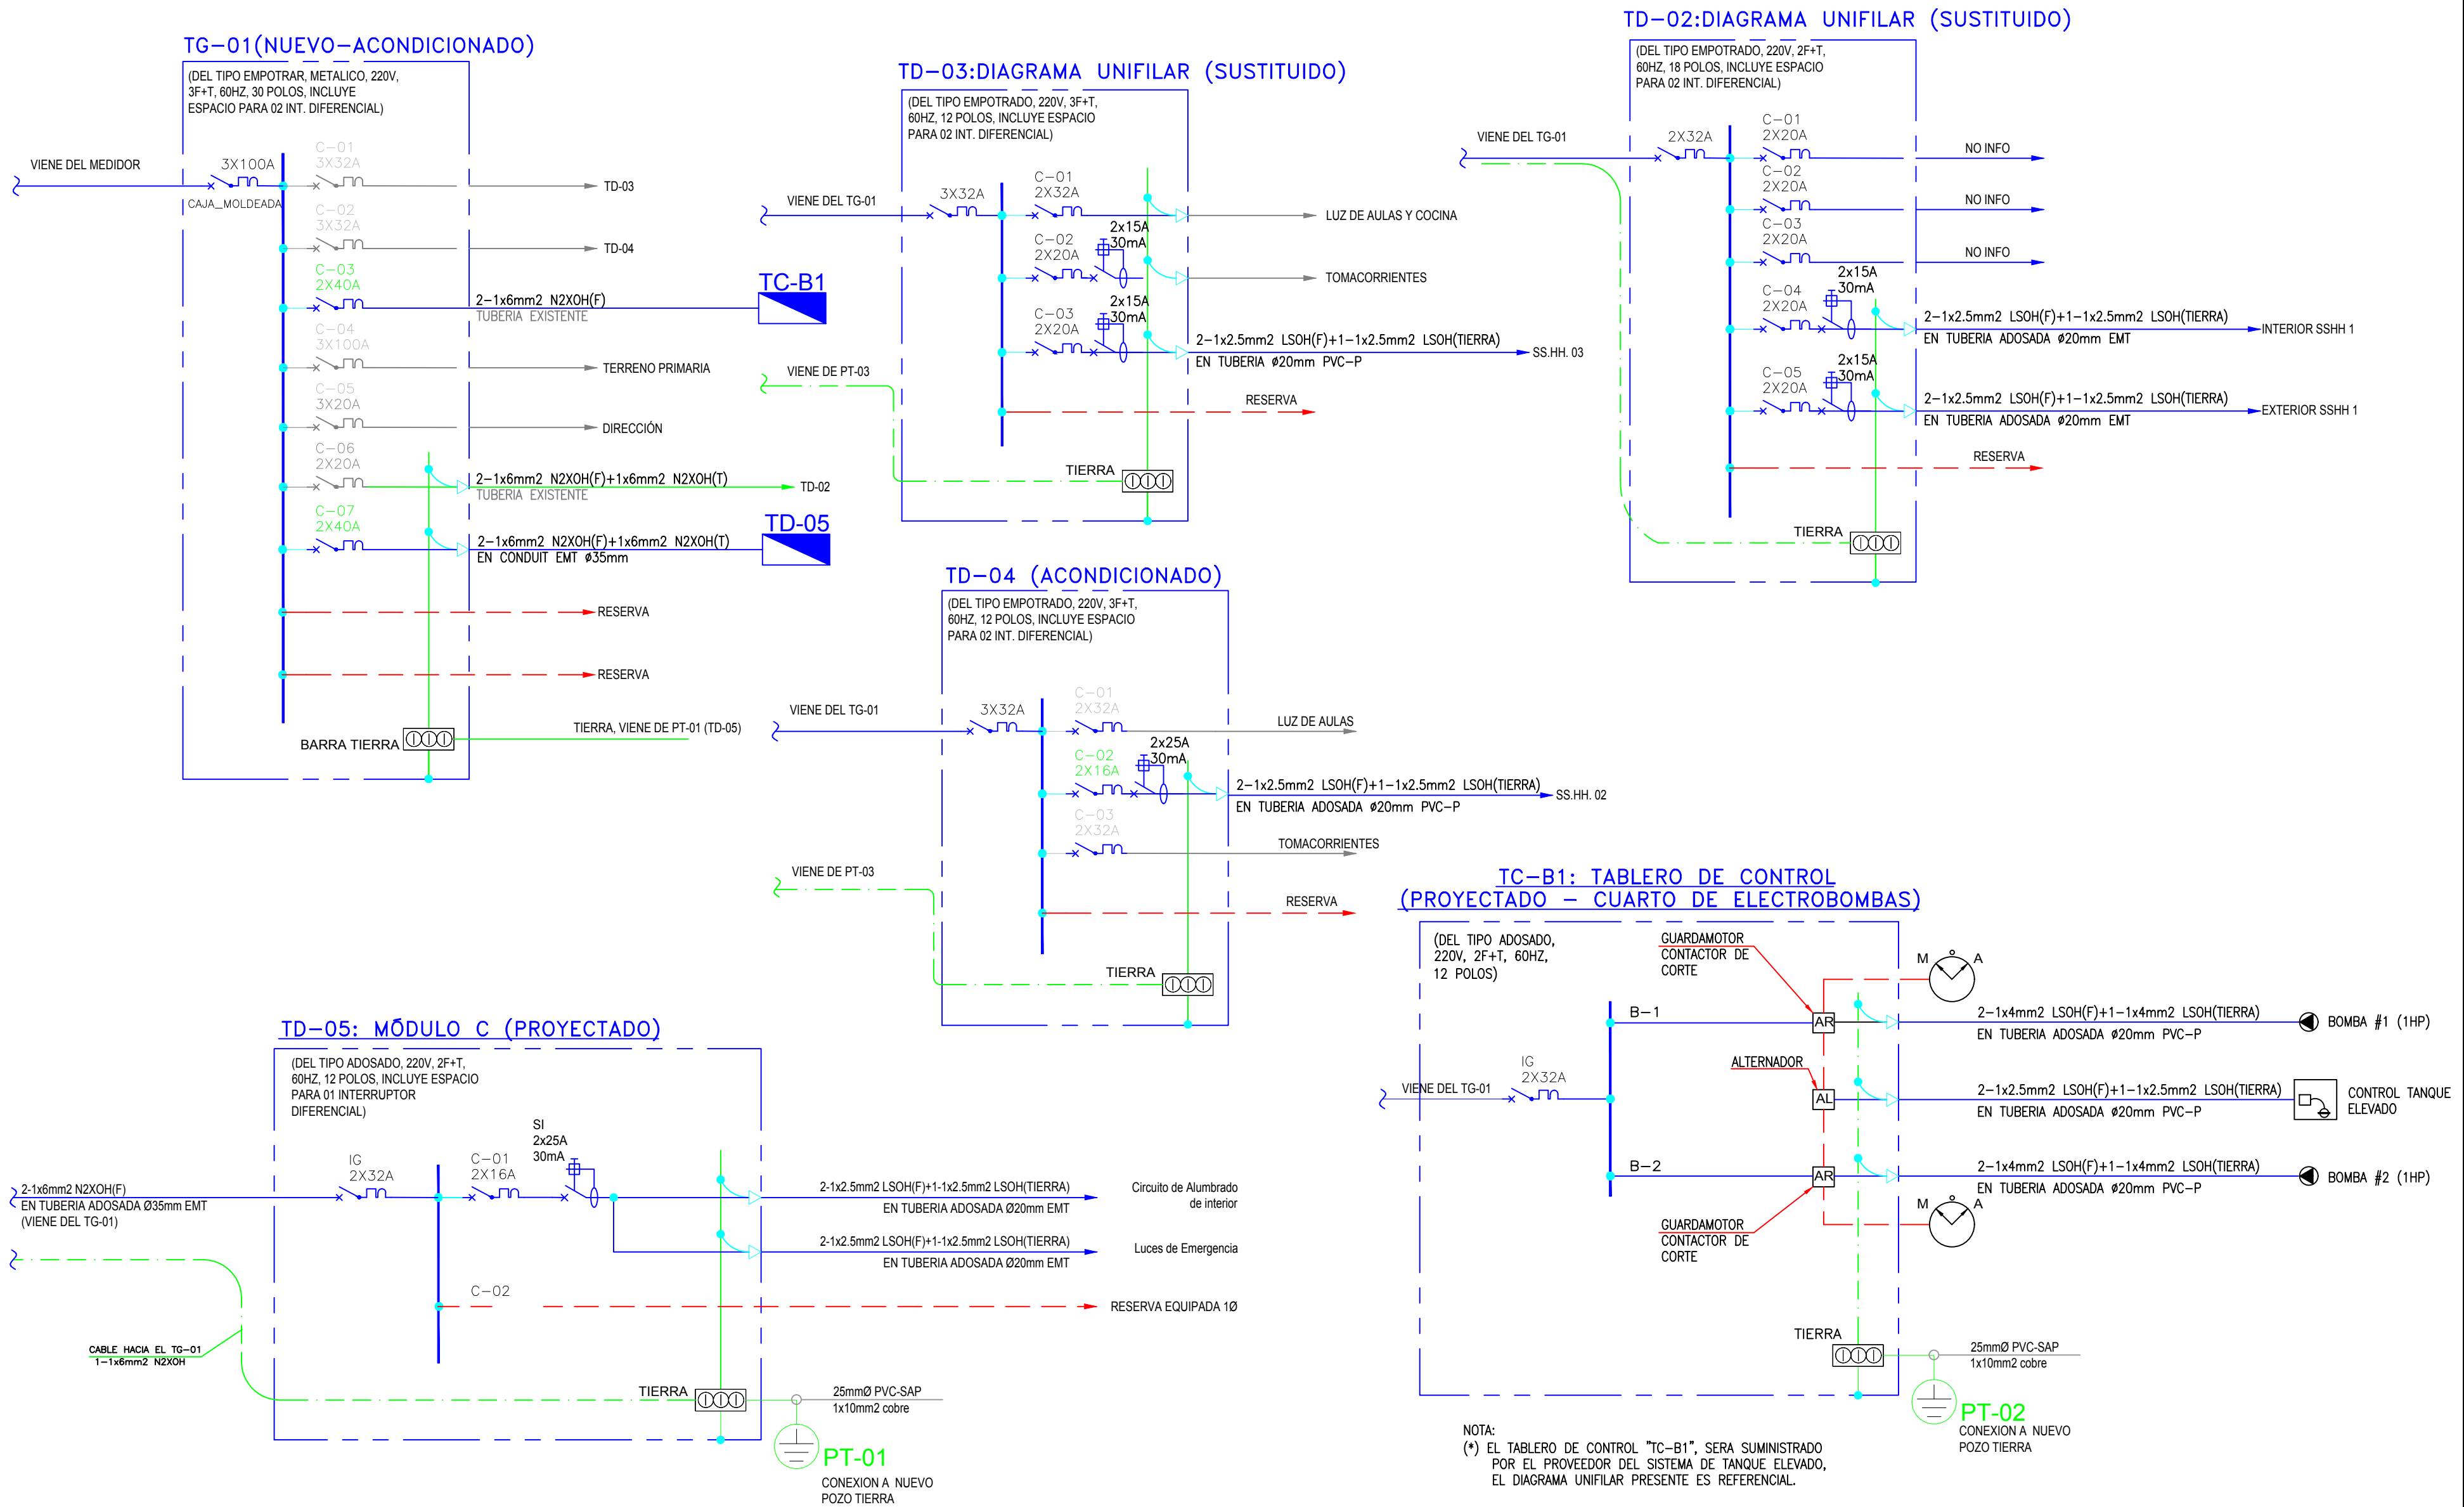 TG-01(NUEVO-ACONDICIONADO)
(DEL TIPO EMPOTRAR, METALICO, 220V,
3F+T, 60HZ, 30 POLOS, INCLUYE
ESPACIO PARA 02 INT. DIFERENCIAL)
VIENE DEL MEDIDOR
3X100A
CAJA_MOLDEADA
C-01
3X32A
TD-03
C-02
3X32A
TD-04
C-03
2X40A
2-1x6mm2 N2XOH(F)
TUBERIA EXISTENTE
TC-B1
C-04
3X100A
TERRENO PRIMARIA
C-05
3X20A
DIRECCIÓN
C-06
2X20A
2-1x6mm2 N2XOH(F)+1x6mm2 N2XOH(T)
TUBERIA EXISTENTE
TD-02
C-07
2X40A
2-1x6mm2 N2XOH(F)+1x6mm2 N2XOH(T)
EN CONDUIT EMT ø35mm
TD-05
RESERVA
RESERVA
BARRA TIERRA
TIERRA, VIENE DE PT-01 (TD-05)
TD-03:DIAGRAMA UNIFILAR (SUSTITUIDO)
(DEL TIPO EMPOTRADO, 220V, 3F+T,
60HZ, 12 POLOS, INCLUYE ESPACIO
PARA 02 INT. DIFERENCIAL)
VIENE DEL TG-01
3X32A
C-01
2X32A
LUZ DE AULAS Y COCINA
C-02
2X20A
2x15A
30mA
TOMACORRIENTES
C-03
2X20A
2x15A
30mA
2-1x2.5mm2 LSOH(F)+1-1x2.5mm2 LSOH(TIERRA)
EN TUBERIA ø20mm PVC-P
SS.HH. 03
VIENE DE PT-03
RESERVA
TIERRA
TD-02:DIAGRAMA UNIFILAR (SUSTITUIDO)
(DEL TIPO EMPOTRADO, 220V, 2F+T,
60HZ, 18 POLOS, INCLUYE ESPACIO
PARA 02 INT. DIFERENCIAL)
VIENE DEL TG-01
2X32A
C-01
2X20A
NO INFO
C-02
2X20A
NO INFO
C-03
2X20A
NO INFO
C-04
2X20A
2x15A
30mA
2-1x2.5mm2 LSOH(F)+1-1x2.5mm2 LSOH(TIERRA)
EN TUBERIA ADOSADA ø20mm EMT
INTERIOR SSHH 1
C-05
2X20A
2x15A
30mA
2-1x2.5mm2 LSOH(F)+1-1x2.5mm2 LSOH(TIERRA)
EN TUBERIA ADOSADA ø20mm EMT
EXTERIOR SSHH 1
RESERVA
TIERRA
TD-04 (ACONDICIONADO)
(DEL TIPO EMPOTRADO, 220V, 3F+T,
60HZ, 12 POLOS, INCLUYE ESPACIO
PARA 02 INT. DIFERENCIAL)
VIENE DEL TG-01
3X32A
C-01
2X32A
LUZ DE AULAS
C-02
2X16A
2x25A
30mA
2-1x2.5mm2 LSOH(F)+1-1x2.5mm2 LSOH(TIERRA)
EN TUBERIA ADOSADA ø20mm PVC-P
SS.HH. 02
C-03
2X32A
TOMACORRIENTES
VIENE DE PT-03
RESERVA
TIERRA
TD-05: MÓDULO C (PROYECTADO)
(DEL TIPO ADOSADO, 220V, 2F+T,
60HZ, 12 POLOS, INCLUYE ESPACIO
PARA 01 INTERRUPTOR
DIFERENCIAL)
2-1x6mm2 N2XOH(F)
EN TUBERIA ADOSADA Ø35mm EMT
(VIENE DEL TG-01)
IG
2X32A
C-01
2X16A
SI
2x25A
30mA
2-1x2.5mm2 LSOH(F)+1-1x2.5mm2 LSOH(TIERRA)
EN TUBERIA ADOSADA Ø20mm EMT
Circuito de Alumbrado
de interior
2-1x2.5mm2 LSOH(F)+1-1x2.5mm2 LSOH(TIERRA)
EN TUBERIA ADOSADA Ø20mm EMT
Luces de Emergencia
C-02
RESERVA EQUIPADA 1Ø
CABLE HACIA EL TG-01
1-1x6mm2 N2XOH
TIERRA
25mmØ PVC-SAP
1x10mm2 cobre
PT-01
CONEXION A NUEVO
POZO TIERRA
TC-B1: TABLERO DE CONTROL
(PROYECTADO - CUARTO DE ELECTROBOMBAS)
(DEL TIPO ADOSADO,
220V, 2F+T, 60HZ,
12 POLOS)
GUARDAMOTOR
CONTACTOR DE
CORTE
M A
B-1
AR
2-1x4mm2 LSOH(F)+1-1x4mm2 LSOH(TIERRA)
EN TUBERIA ADOSADA ø20mm PVC-P
BOMBA #1 (1HP)
VIENE DEL TG-01
IG
2X32A
ALTERNADOR
AL
2-1x2.5mm2 LSOH(F)+1-1x2.5mm2 LSOH(TIERRA)
EN TUBERIA ADOSADA ø20mm PVC-P
CONTROL TANQUE
ELEVADO
B-2
AR
2-1x4mm2 LSOH(F)+1-1x4mm2 LSOH(TIERRA)
EN TUBERIA ADOSADA ø20mm PVC-P
BOMBA #2 (1HP)
M A
GUARDAMOTOR
CONTACTOR DE
CORTE
TIERRA
25mmØ PVC-SAP
1x10mm2 cobre
PT-02
CONEXION A NUEVO
POZO TIERRA
NOTA:
(*) EL TABLERO DE CONTROL "TC-B1", SERA SUMINISTRADO
POR EL PROVEEDOR DEL SISTEMA DE TANQUE ELEVADO,
EL DIAGRAMA UNIFILAR PRESENTE ES REFERENCIAL.